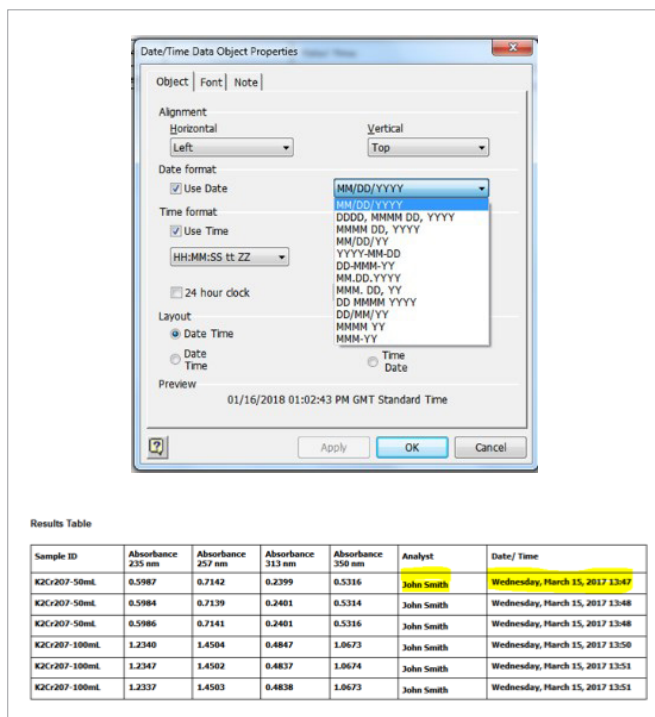 Date/Time Data Object Properties
Object Font Note
Alignment
Horizontal Vertical
Left Top
Date format
Use Date MM/DD/YYYY
MM/DD/YYYY
DDDD, MMMM DD, YYYY
Time format
MMMM DD, YYYY
Use Time MM/DD/YY
YYYY-MM-DD
HH:MM:SS tt ZZ DD-MMM-YY
MM.DD.YYYY
24 hour clock MMM. DD, YY
DD MMMM YYYY
Layout DD/MM/YY
Date Time MMMM YY
MMM-YY
Date Time
Time Date
Preview
01/16/2018 01:02:43 PM GMT Standard Time
Apply OK Cancel
Results Table
Sample ID Absorbance 235 nm Absorbance 257 nm Absorbance 313 nm Absorbance 350 nm Analyst Date/ Time
K2Cr207-50mL 0.5987 0.7142 0.2399 0.5316 John Smith Wednesday, March 15, 2017 13:47
K2Cr207-50mL 0.5984 0.7139 0.2401 0.5314 John Smith Wednesday, March 15, 2017 13:48
K2Cr207-50mL 0.5986 0.7141 0.2401 0.5316 John Smith Wednesday, March 15, 2017 13:48
K2Cr207-100mL 1.2340 1.4504 0.4847 1.0673 John Smith Wednesday, March 15, 2017 13:50
K2Cr207-100mL 1.2347 1.4502 0.4837 1.0674 John Smith Wednesday, March 15, 2017 13:51
K2Cr207-100mL 1.2337 1.4503 0.4838 1.0673 John Smith Wednesday, March 15, 2017 13:51